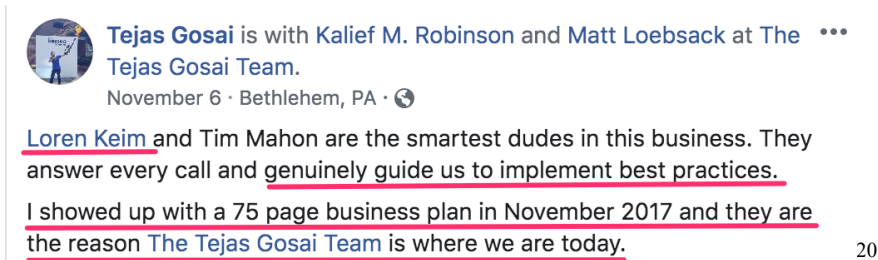 Tejas Gosai is with Kalief M. Robinson and Matt Loebsack at The
Tejas Gosai Team.
November 6 · Bethlehem, PA ·
Loren Keim and Tim Mahon are the smartest dudes in this business. They
answer every call and genuinely guide us to implement best practices.
I showed up with a 75 page business plan in November 2017 and they are
the reason The Tejas Gosai Team is where we are today.
20